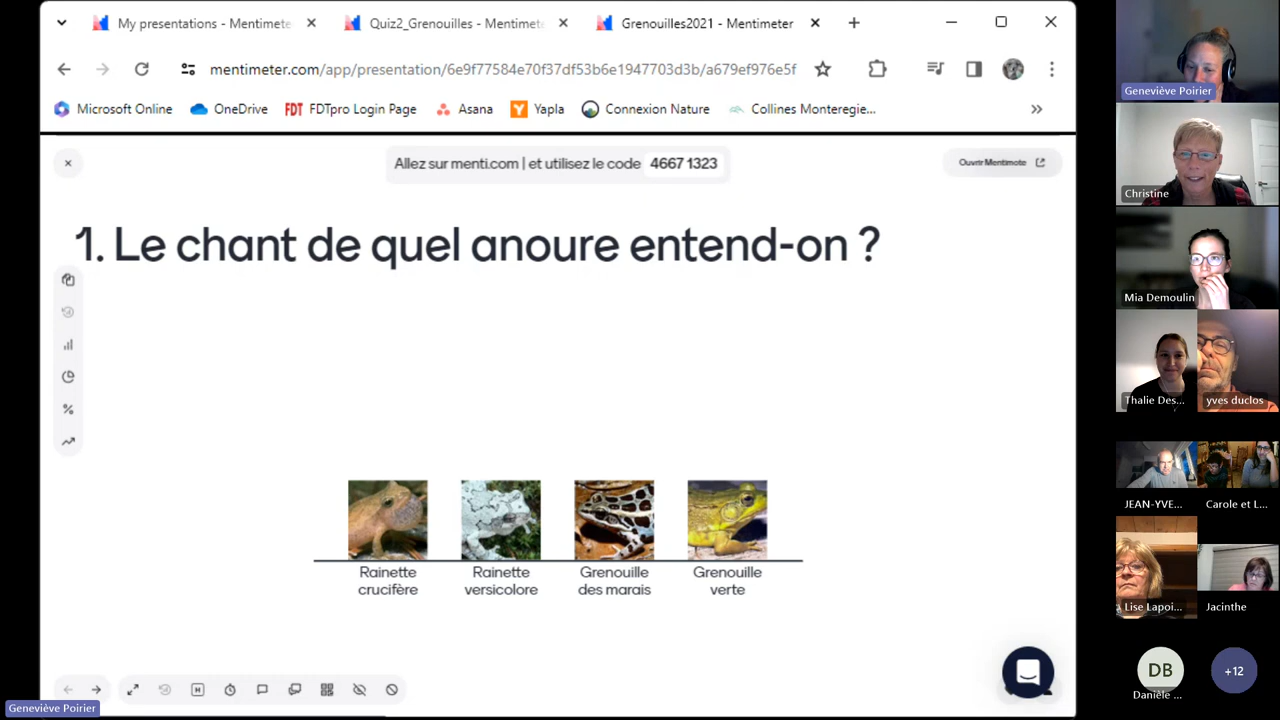 My presentations - Mentimete
Quiz2_Grenouilles - Mentimete
Grenouilles2021 - Mentimeter
mentimeter.com/app/presentation/6e9f77584e70f37df53b6e1947703d3b/a679ef976e5f
Microsoft Online
OneDrive
FDT FDTpro Login Page
Asana
Yapla
Connexion Nature
Collines Monteregie...
Allez sur menti.com | et utilisez le code 4667 1323
Ouvrir Mentimote
1. Le chant de quel anoure entend-on ?
Rainette
crucifère
Rainette
versicolore
Grenouille
des marais
Grenouille
verte
Geneviève Poirier
Geneviève Poirier
Christine
Mia Demoulin
Thalie Des...
yves duclos
JEAN-YVE...
Carole et L...
Lise Lapoi...
Jacinthe
DB
Danièle ...
+12